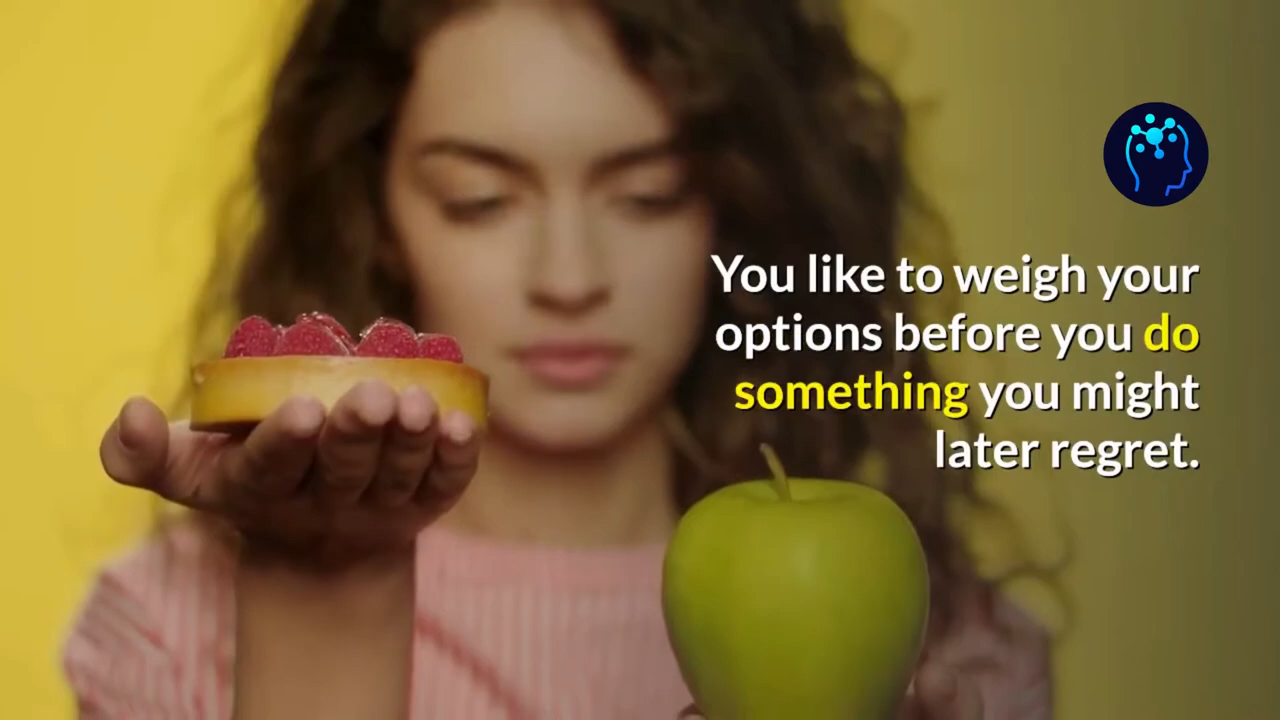 You like to weigh your
options before you do
something you might
later regret.